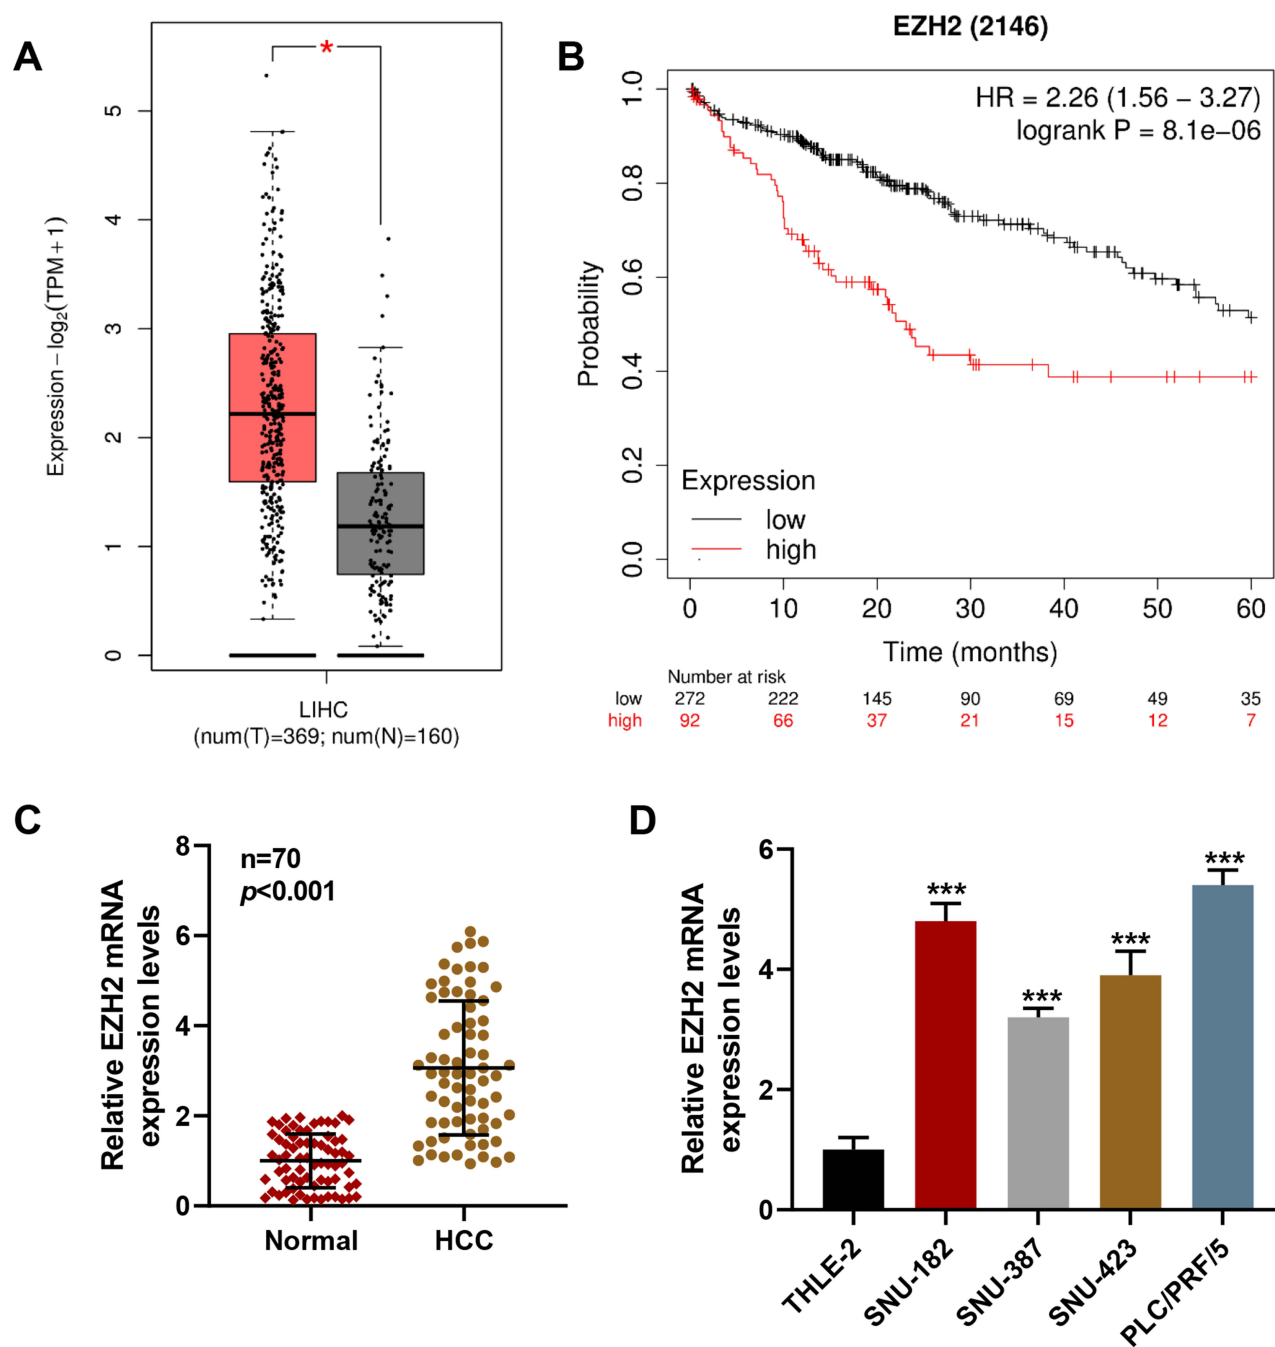 A
*
Expression – log2(TPM + 1)
5
4
3
2
1
0
LIHC
(num(T)=369; num(N)=160)
B
EZH2 (2146)
HR = 2.26 (1.56 – 3.27)
logrank P = 8.1e–06
Probability
1.0
0.8
0.6
0.4
0.2
0.0
Expression
low
high
0 10 20 30 40 50 60
Time (months)
Number at risk
low 272 222 145 90 69 49 35
high 92 66 37 21 15 12 7
C
n=70
p<0.001
Relative EZH2 mRNA
expression levels
8
6
4
2
0
Normal HCC
D
Relative EZH2 mRNA
expression levels
6
4
2
0
*** *** *** ***
THLE-2
SNU-182
SNU-387
SNU-423
PLC/PRF/5